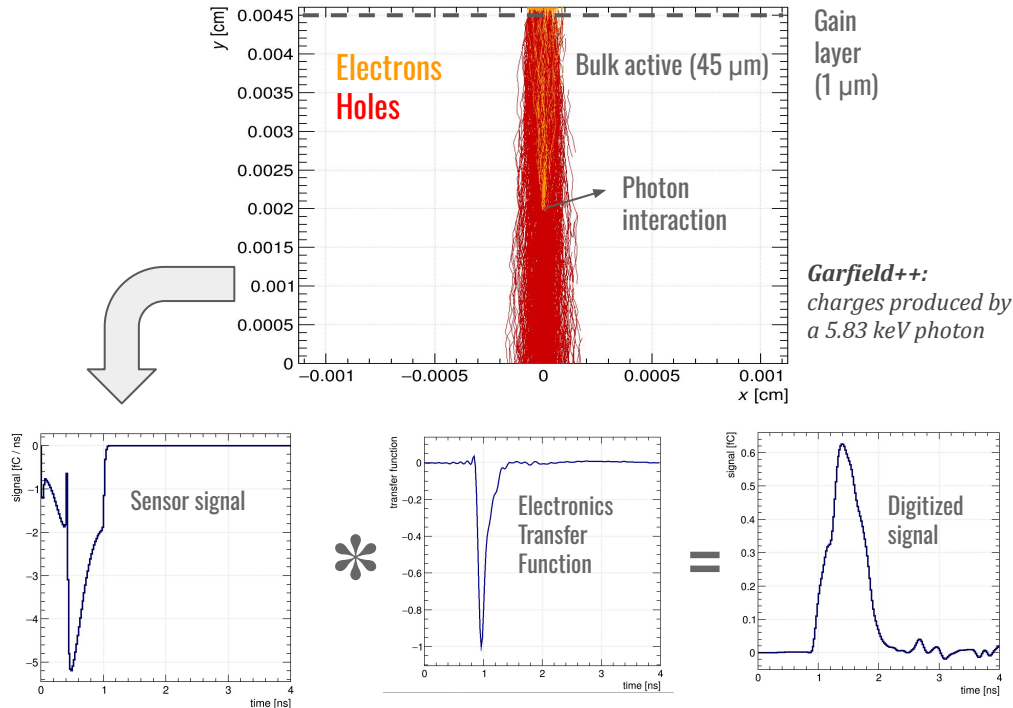 y [cm]
0.0045
0.004
0.0035
0.003
0.0025
0.002
0.0015
0.001
0.0005
0
−0.001
−0.0005
0
0.0005
0.001
x [cm]
Electrons
Holes
Bulk active (45 μm)
Photon
interaction
Gain
layer
(1 μm)
Garfield++:
charges produced by
a 5.83 keV photon
signal [fC / ns]
0
−1
−2
−3
−4
−5
0
1
2
3
4
time [ns]
Sensor signal
*
transfer function
0
−0.2
−0.4
−0.6
−0.8
−1
0
1
2
3
4
time [ns]
Electronics
Transfer
Function
=
signal [fC]
0.6
0.5
0.4
0.3
0.2
0.1
0
0
1
2
3
4
time [ns]
Digitized
signal